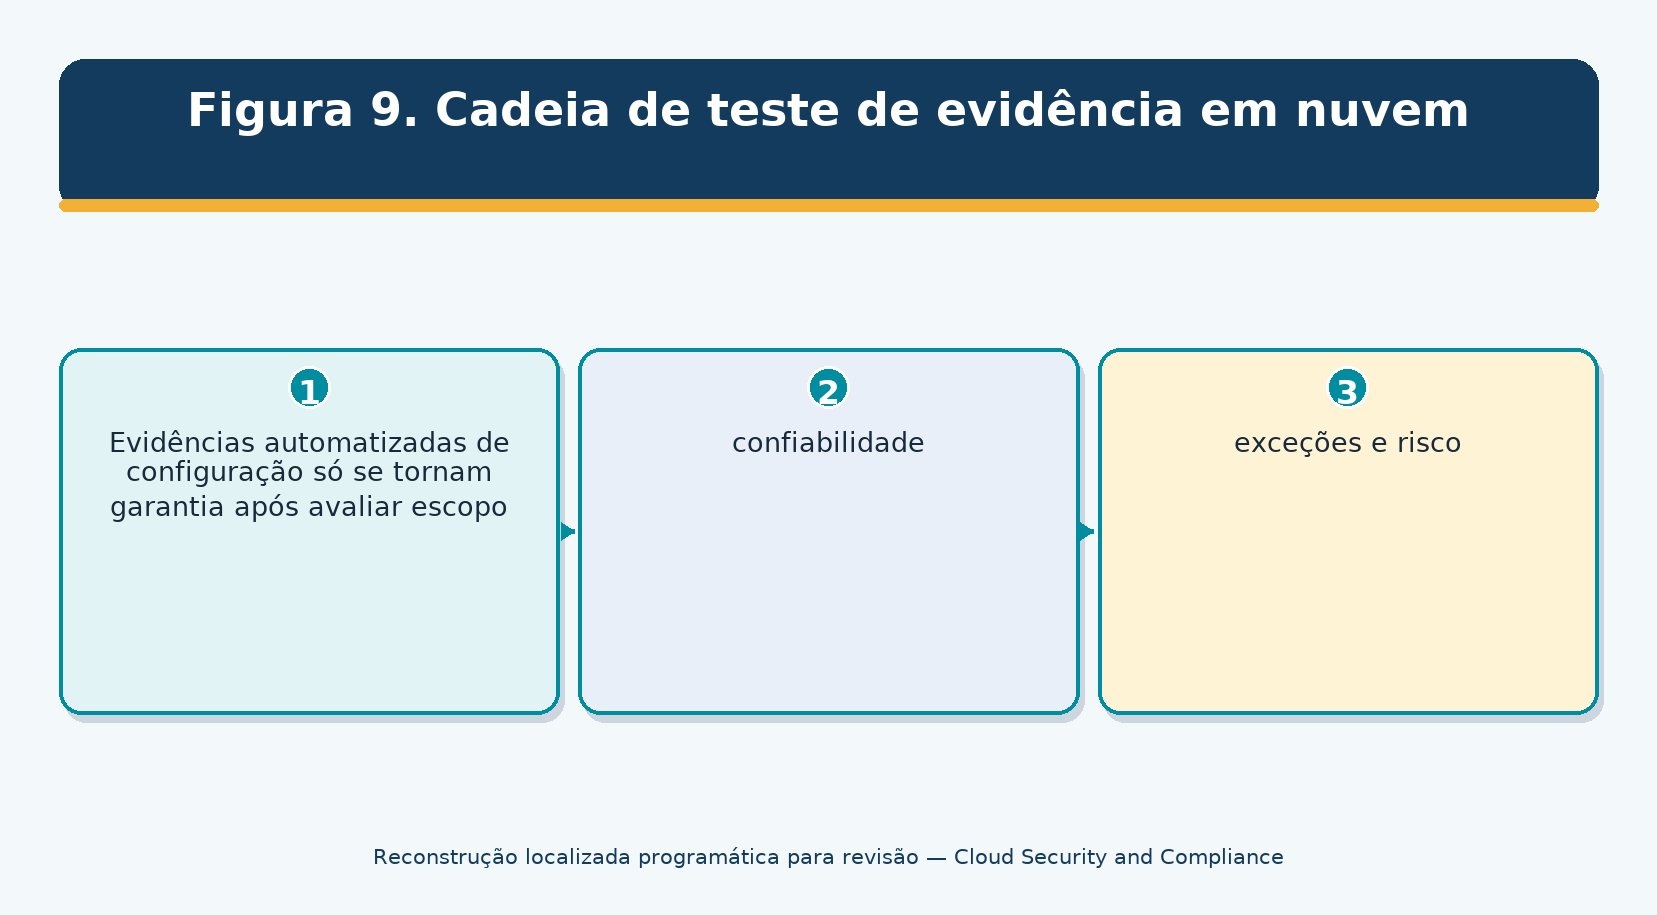 Figura 9. Cadeia de teste de evidência em nuvem
1
Evidências automatizadas de
configuração só se tornam
garantia após avaliar escopo
2
confiabilidade
3
exceções e risco
Reconstrução localizada programática para revisão — Cloud Security and Compliance